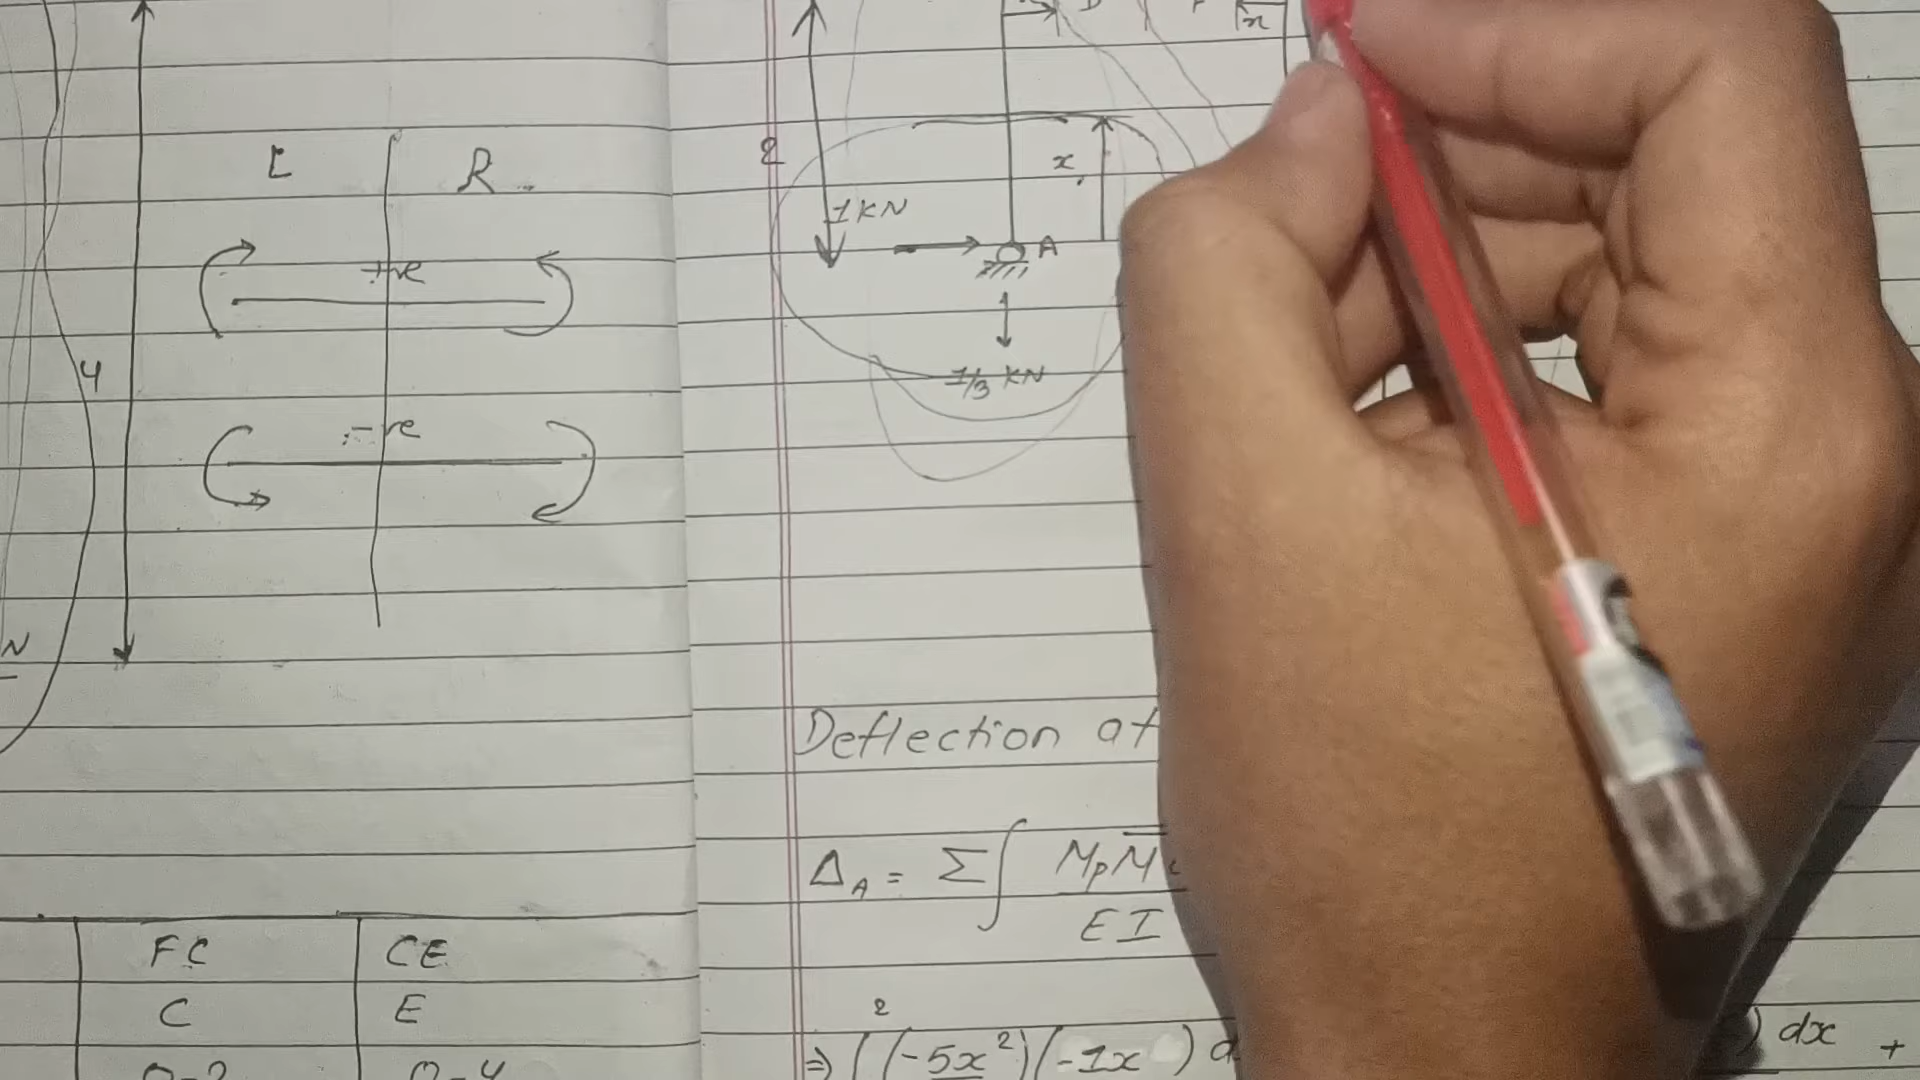 x
L R
2
x
1KN
A
+ve
4
1/3 KN
-ve
N
Deflection at
Δ_A = Σ∫ M_P M
EI
FC CE
C E
2
⇒ ∫(-5x²)(-1x) d
) dx +